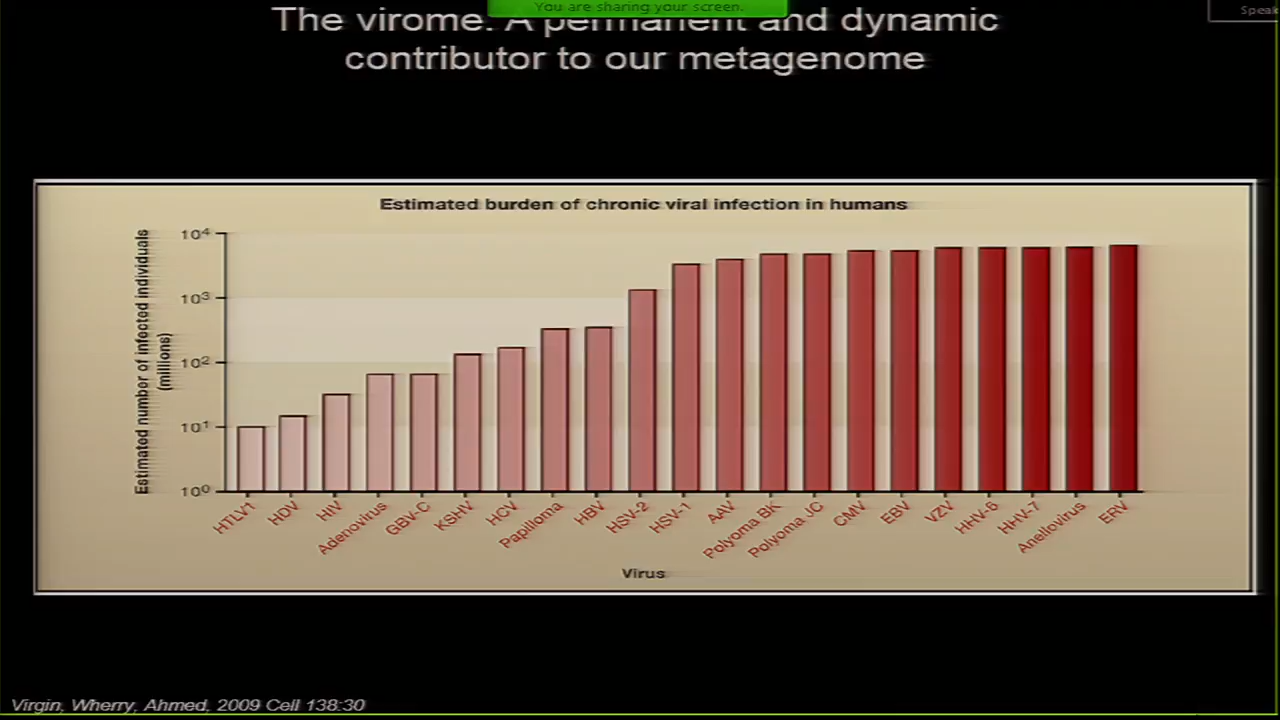 You are sharing your screen.
Speak
The virome: A permanent and dynamic
contributor to our metagenome
Estimated burden of chronic viral infection in humans
Estimated number of infected individuals
(millions)
10⁴
10³
10²
10¹
10⁰
HTLV1
HDV
HIV
Adenovirus
GBV-C
KSHV
HCV
Papilloma
HBV
HSV-2
HSV-1
AAV
Polyoma BK
Polyoma JC
CMV
EBV
VZV
HHV-6
HHV-7
Anellovirus
ERV
Virus
Virgin, Wherry, Ahmed, 2009 Cell 138:30